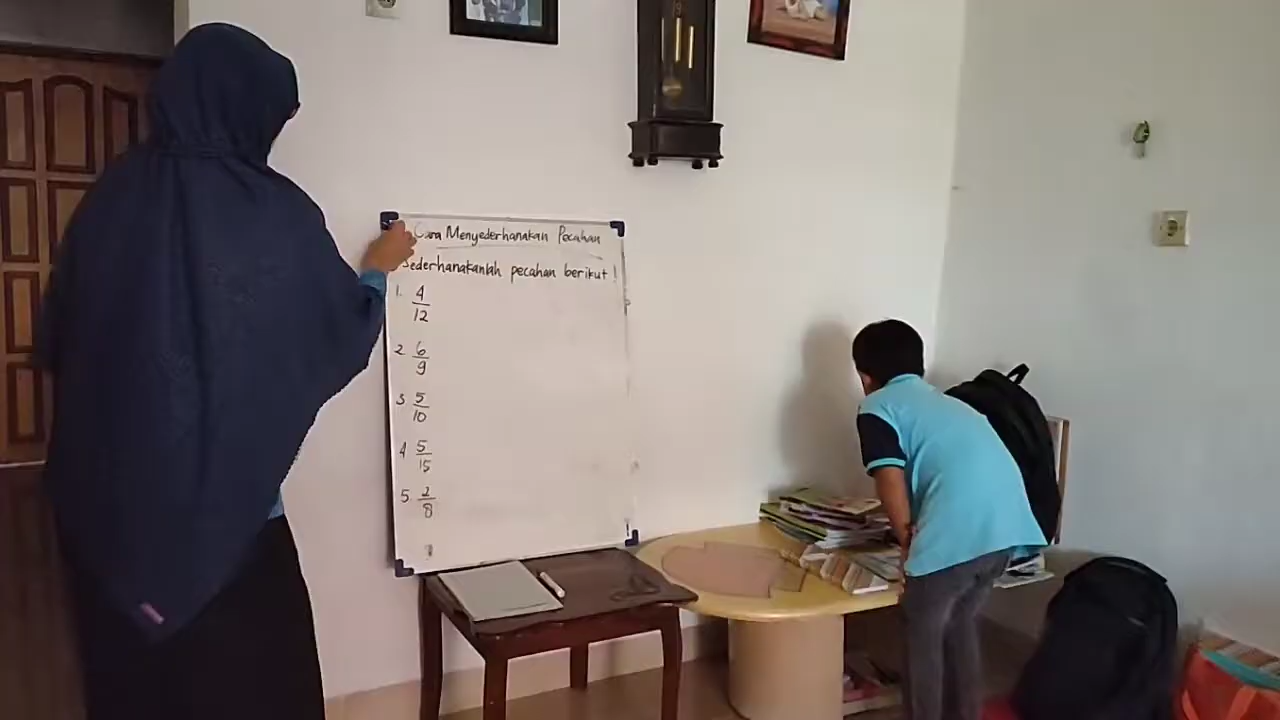 Cara Menyederhanakan Pecahan
Sederhanakanlah pecahan berikut !
1. 4/12
2. 6/9
3. 5/10
4. 5/15
5. 2/8